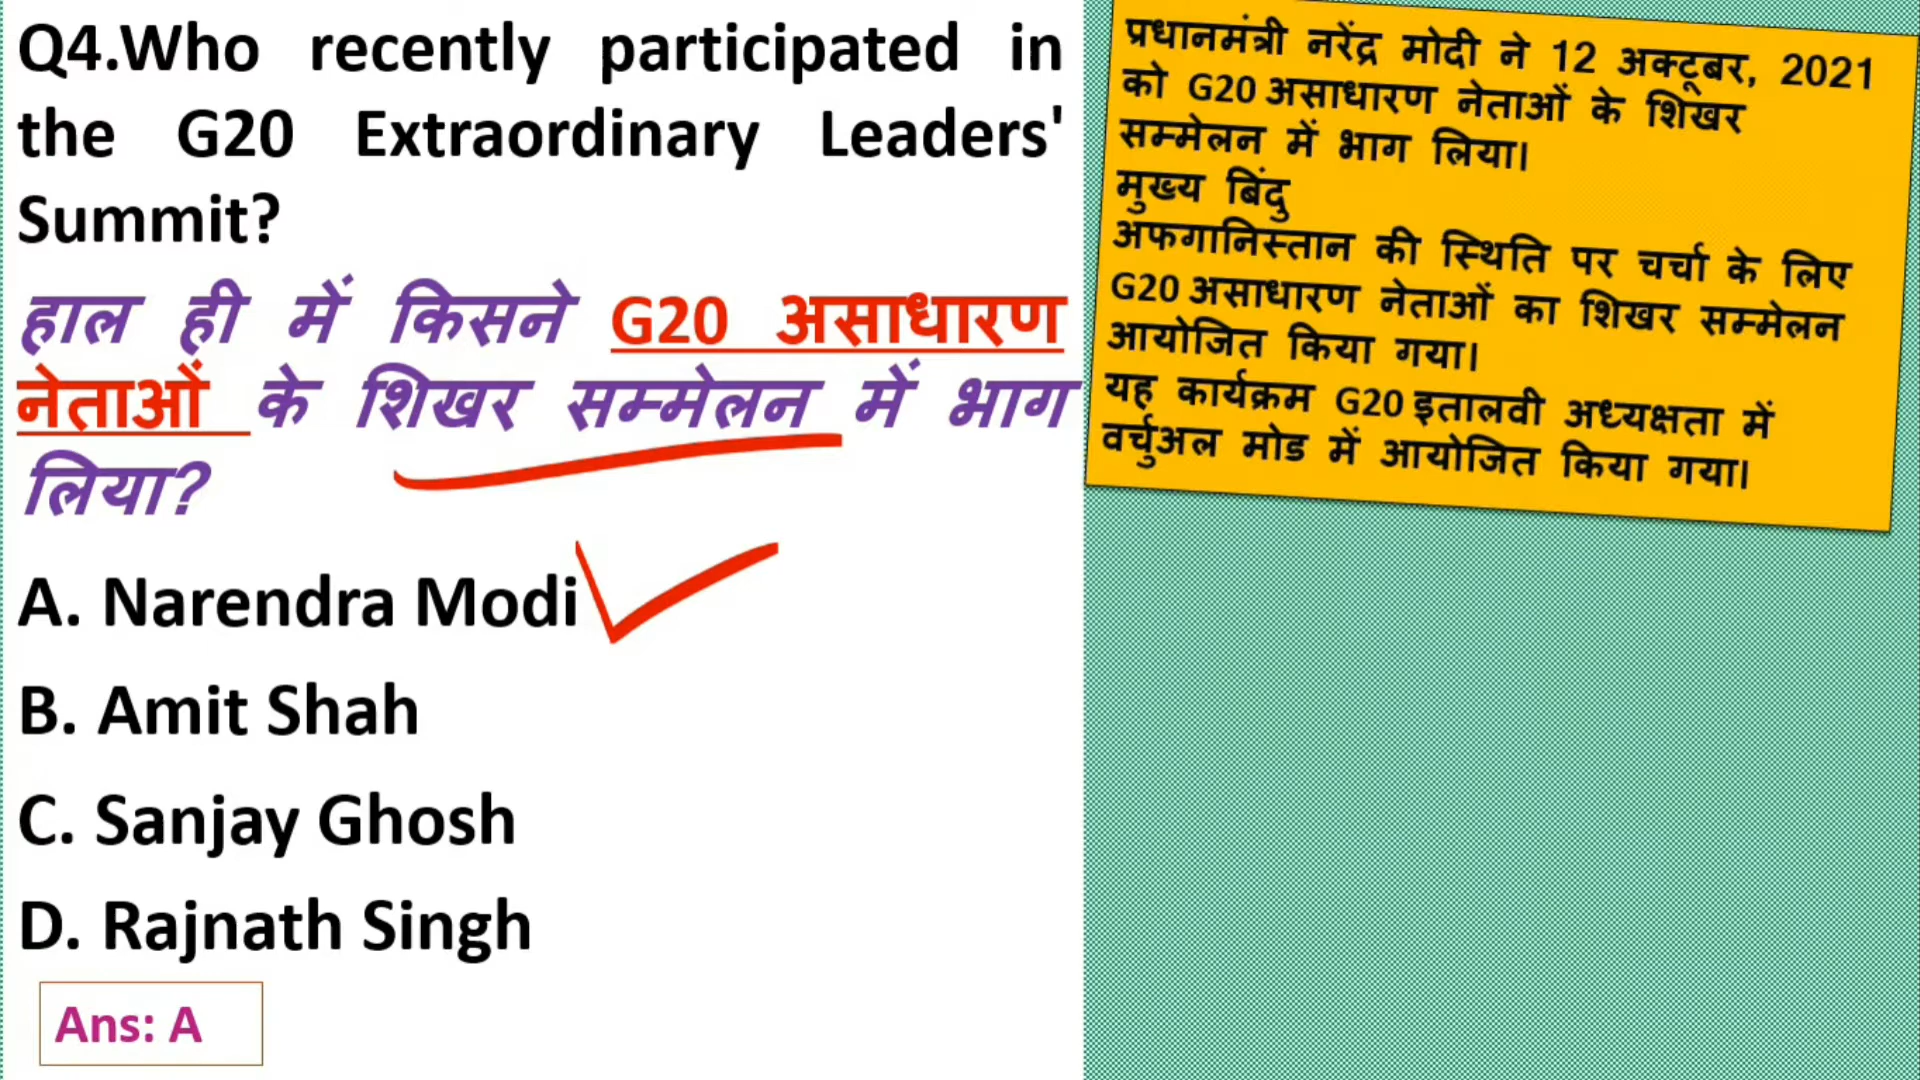 Q4.Who recently participated in
the G20 Extraordinary Leaders'
Summit?
हाल ही में किसने G20 असाधारण
नेताओं के शिखर सम्मेलन में भाग
लिया?
A. Narendra Modi
B. Amit Shah
C. Sanjay Ghosh
D. Rajnath Singh
Ans: A
प्रधानमंत्री नरेंद्र मोदी ने 12 अक्टूबर, 2021
को G20 असाधारण नेताओं के शिखर
सम्मेलन में भाग लिया।
मुख्य बिंदु
अफगानिस्तान की स्थिति पर चर्चा के लिए
G20 असाधारण नेताओं का शिखर सम्मेलन
आयोजित किया गया।
यह कार्यक्रम G20 इतालवी अध्यक्षता में
वर्चुअल मोड में आयोजित किया गया।